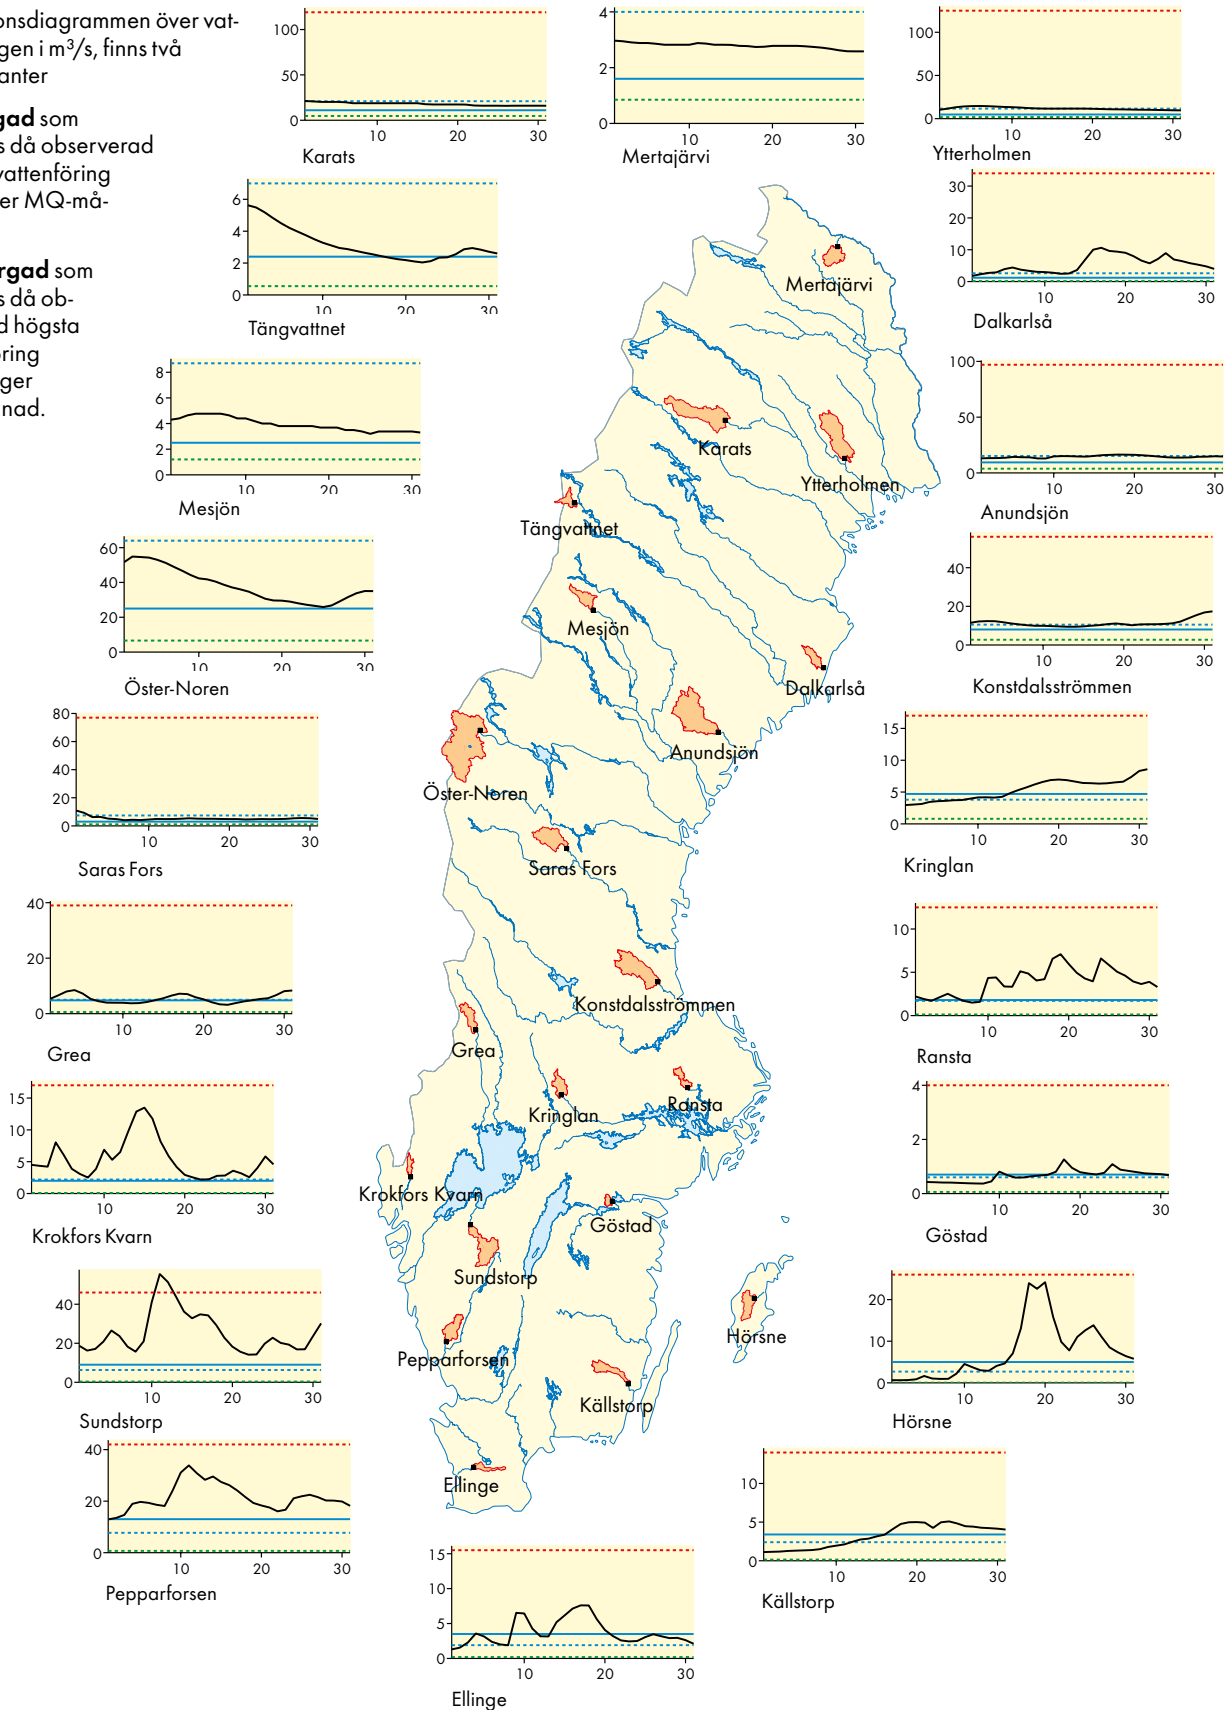 onsdiagrammen över vat-
gen i m³/s, finns två
anter
gad som
s då observerad
vattenföring
er MQ-må-
rgad som
s då ob-
d högsta
öring
ger
nad.
100
50
0
10 20 30
Karats
4
2
0
10 20 30
Mertajärvi
100
50
0
10 20 30
Ytterholmen
6
4
2
0
10 20 30
Tängvattnet
30
20
10
0
10 20 30
Dalkarlså
8
6
4
2
0
10 20 30
Mesjön
100
50
0
10 20 30
Anundsjön
60
40
20
0
10 20 30
Öster-Noren
40
20
0
10 20 30
Konstdalsströmmen
80
60
40
20
0
10 20 30
Saras Fors
15
10
5
0
10 20 30
Kringlan
40
20
0
10 20 30
Grea
10
5
0
10 20 30
Ransta
15
10
5
0
10 20 30
Krokfors Kvarn
4
2
0
10 20 30
Göstad
40
20
0
10 20 30
Sundstorp
20
10
0
10 20 30
Hörsne
40
20
0
10 20 30
Pepparforsen
10
5
0
10 20 30
Källstorp
15
10
5
0
10 20 30
Ellinge
Mertajärvi
Karats
Ytterholmen
Tängvattnet
Mesjön
Dalkarlså
Anundsjön
Öster-Noren
Saras Fors
Konstdalsströmmen
Grea
Kringlan
Ransta
Krokfors Kvarn
Göstad
Sundstorp
Hörsne
Pepparforsen
Källstorp
Ellinge